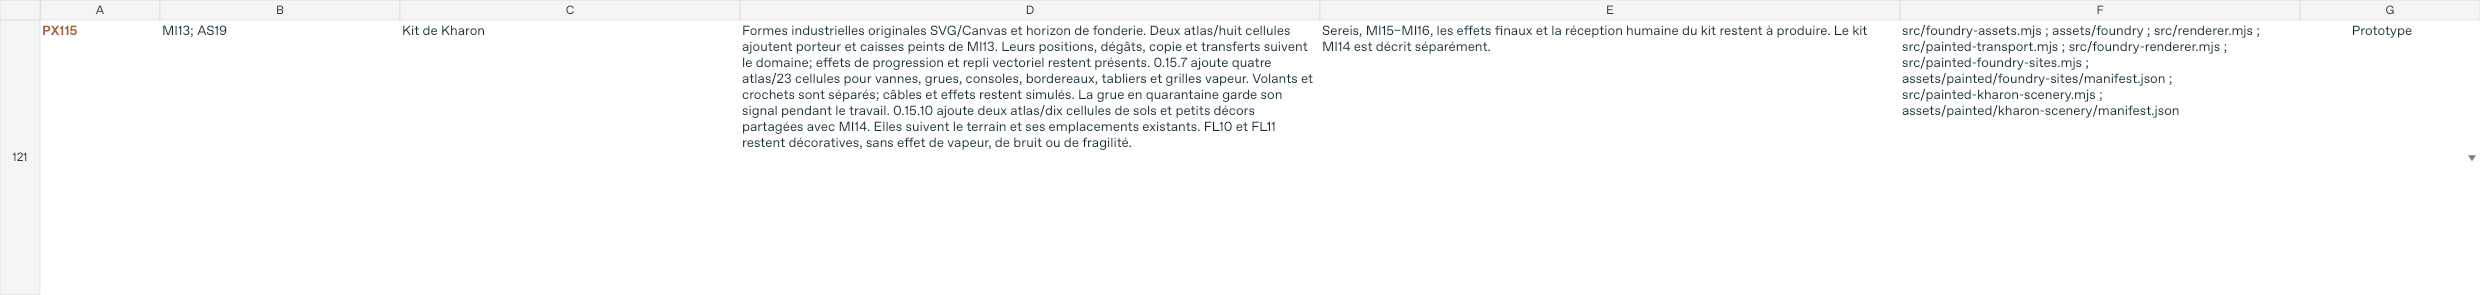 A B C D E F G
121
PX115
MI13; AS19
Kit de Kharon
Formes industrielles originales SVG/Canvas et horizon de fonderie. Deux atlas/huit cellules
ajoutent porteur et caisses peints de MI13. Leurs positions, dégâts, copie et transferts suivent
le domaine; effets de progression et repli vectoriel restent présents. 0.15.7 ajoute quatre
atlas/23 cellules pour vannes, grues, consoles, bordereaux, tabliers et grilles vapeur. Volants et
crochets sont séparés; câbles et effets restent simulés. La grue en quarantaine garde son
signal pendant le travail. 0.15.10 ajoute deux atlas/dix cellules de sols et petits décors
partagées avec MI14. Elles suivent le terrain et ses emplacements existants. FL10 et FL11
restent décoratives, sans effet de vapeur, de bruit ou de fragilité.
Sereis, MI15–MI16, les effets finaux et la réception humaine du kit restent à produire. Le kit
MI14 est décrit séparément.
src/foundry-assets.mjs ; assets/foundry ; src/renderer.mjs ;
src/painted-transport.mjs ; src/foundry-renderer.mjs ;
src/painted-foundry-sites.mjs ;
assets/painted/foundry-sites/manifest.json ;
src/painted-kharon-scenery.mjs ;
assets/painted/kharon-scenery/manifest.json
Prototype